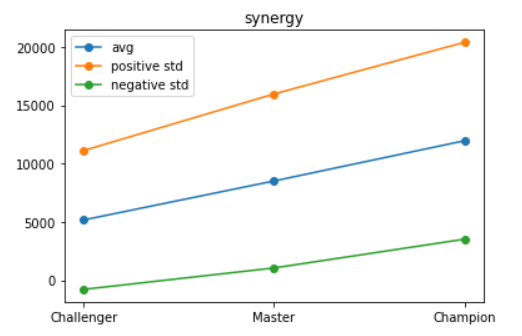 synergy
20000
15000
10000
5000
0
avg
positive std
negative std
Challenger
Master
Champion